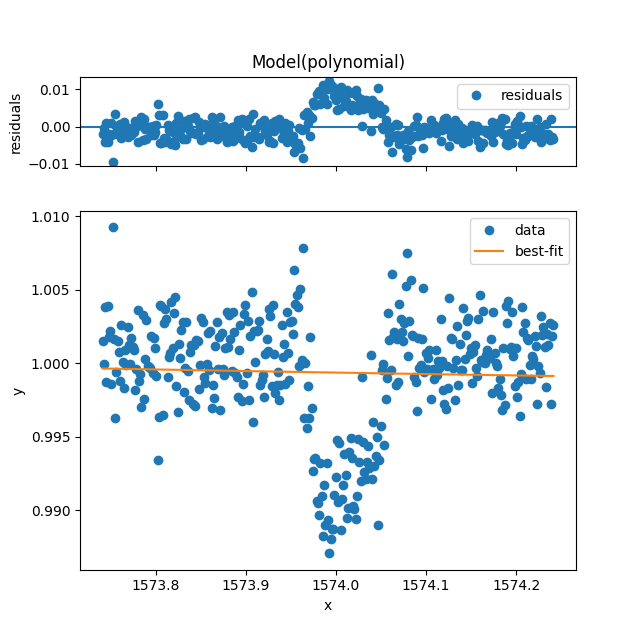 Model(polynomial)
residuals
0.01
0.00
−0.01
residuals
data
best-fit
1.010
1.005
1.000
0.995
0.990
y
1573.8 1573.9 1574.0 1574.1 1574.2
x